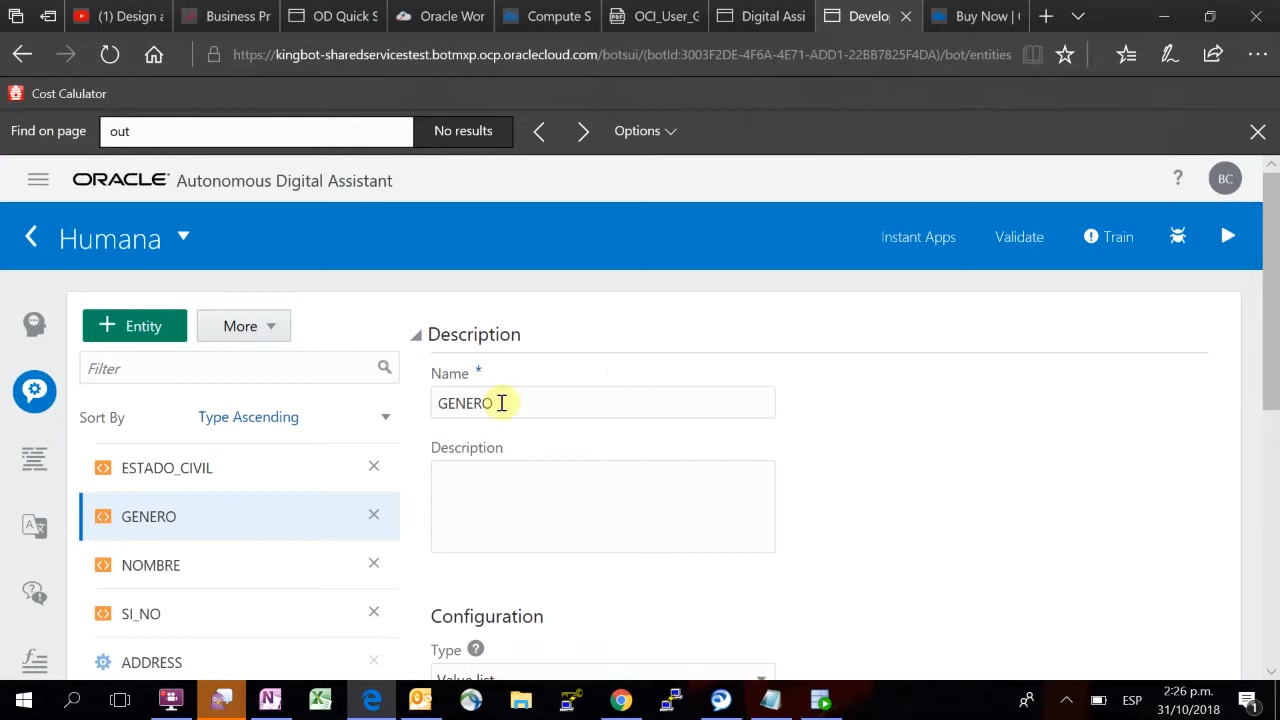 (1) Design a
Business Pr
OD Quick S
Oracle Wor
Compute S
OCI_User_G
Digital Assi
Develo
Buy Now | (
https://kingbot-sharedservicestest.botmxp.ocp.oraclecloud.com/botsui/(botId:3003F2DE-4F6A-4E71-ADD1-22BB7825F4DA)/bot/entities
Cost Calulator
Find on page
out
No results
Options
ORACLE® Autonomous Digital Assistant
?
BC
Humana
Instant Apps
Validate
Train
+ Entity
More
Filter
Sort By
Type Ascending
ESTADO_CIVIL
GENERO
NOMBRE
SI_NO
ADDRESS
Description
Name *
GENERO
Description
Configuration
Type ?
Value list
ESP
2:26 p.m.
31/10/2018
1